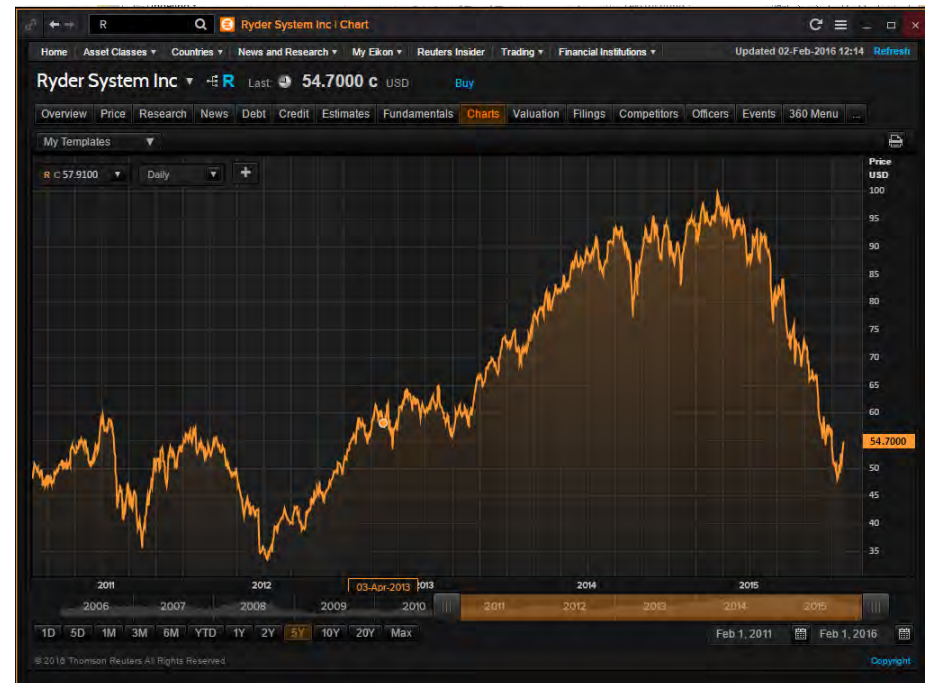 R Ryder System Inc | Chart
Home Asset Classes Countries News and Research My Eikon Reuters Insider Trading Financial Institutions Updated 02-Feb-2016 12:14 Refresh
Ryder System Inc R Last: 54.7000 c USD Buy
Overview Price Research News Debt Credit Estimates Fundamentals Charts Valuation Filings Competitors Officers Events 360 Menu ...
My Templates
Price
USD
R C 57.9100 Daily +
100
95
90
85
80
75
70
65
60
54.7000
50
45
40
35
2011 2012 03-Apr-2013 2013 2014 2015
2006 2007 2008 2009 2010 2011 2012 2013 2014 2015
1D 5D 1M 3M 6M YTD 1Y 2Y 5Y 10Y 20Y Max Feb 1, 2011 Feb 1, 2016
© 2016 Thomson Reuters All Rights Reserved Copyright